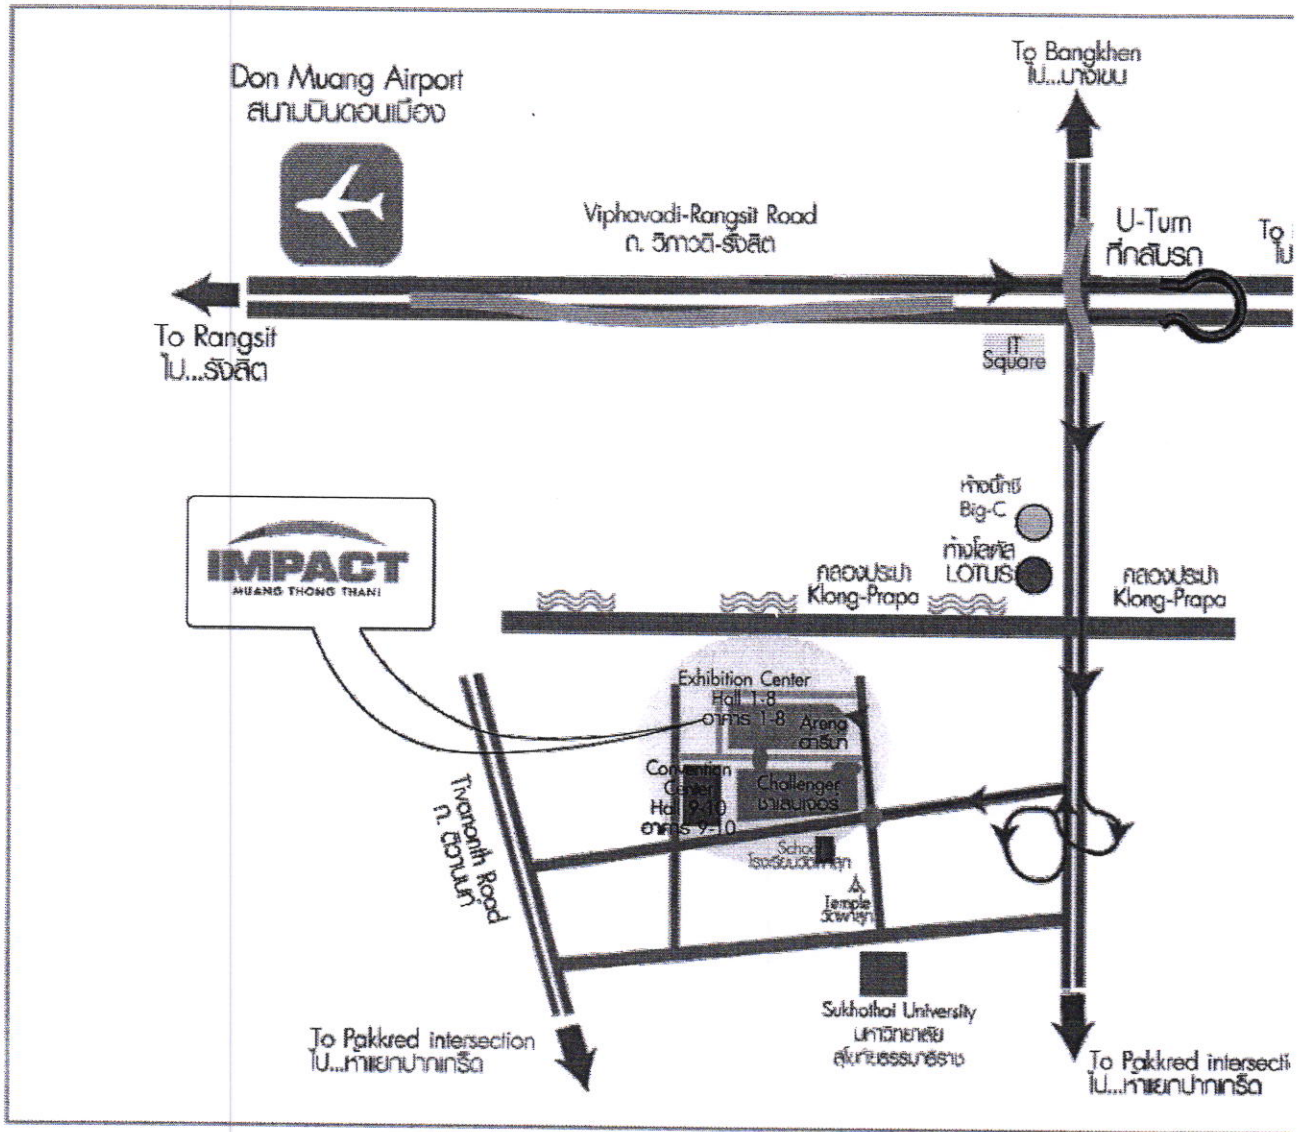 To Bangkhen
ไป...บางเขน
Don Muang Airport
สนามบินดอนเมือง
Viphavadi-Rangsit Road
ถ. วิภาวดี-รังสิต
U-Turn
ที่กลับรถ
To
ไป
To Rangsit
ไป...รังสิต
IT
Square
ห้างบิ๊กซี
Big-C
ห้างโลตัส
LOTUS
IMPACT
MUANG THONG THANI
คลองประปา
Klong-Prapa
คลองประปา
Klong-Prapa
Exhibition Center
Hall 1-8
อาคาร 1-8
Arena
อารีน่า
Convention
Center
Hall 9-10
อาคาร 9-10
Challenger
ชาเลนเจอร์
School
Temple
Tivanonth Road
ถ. ติวานนท์
Sukhothai University
มหาวิทยาลัย
สุโขทัยธรรมาธิราช
To Pakkred intersection
ไป...ห้าแยกปากเกร็ด
To Pakkred intersecti
ไป...ห้าแยกปากเกร็ด